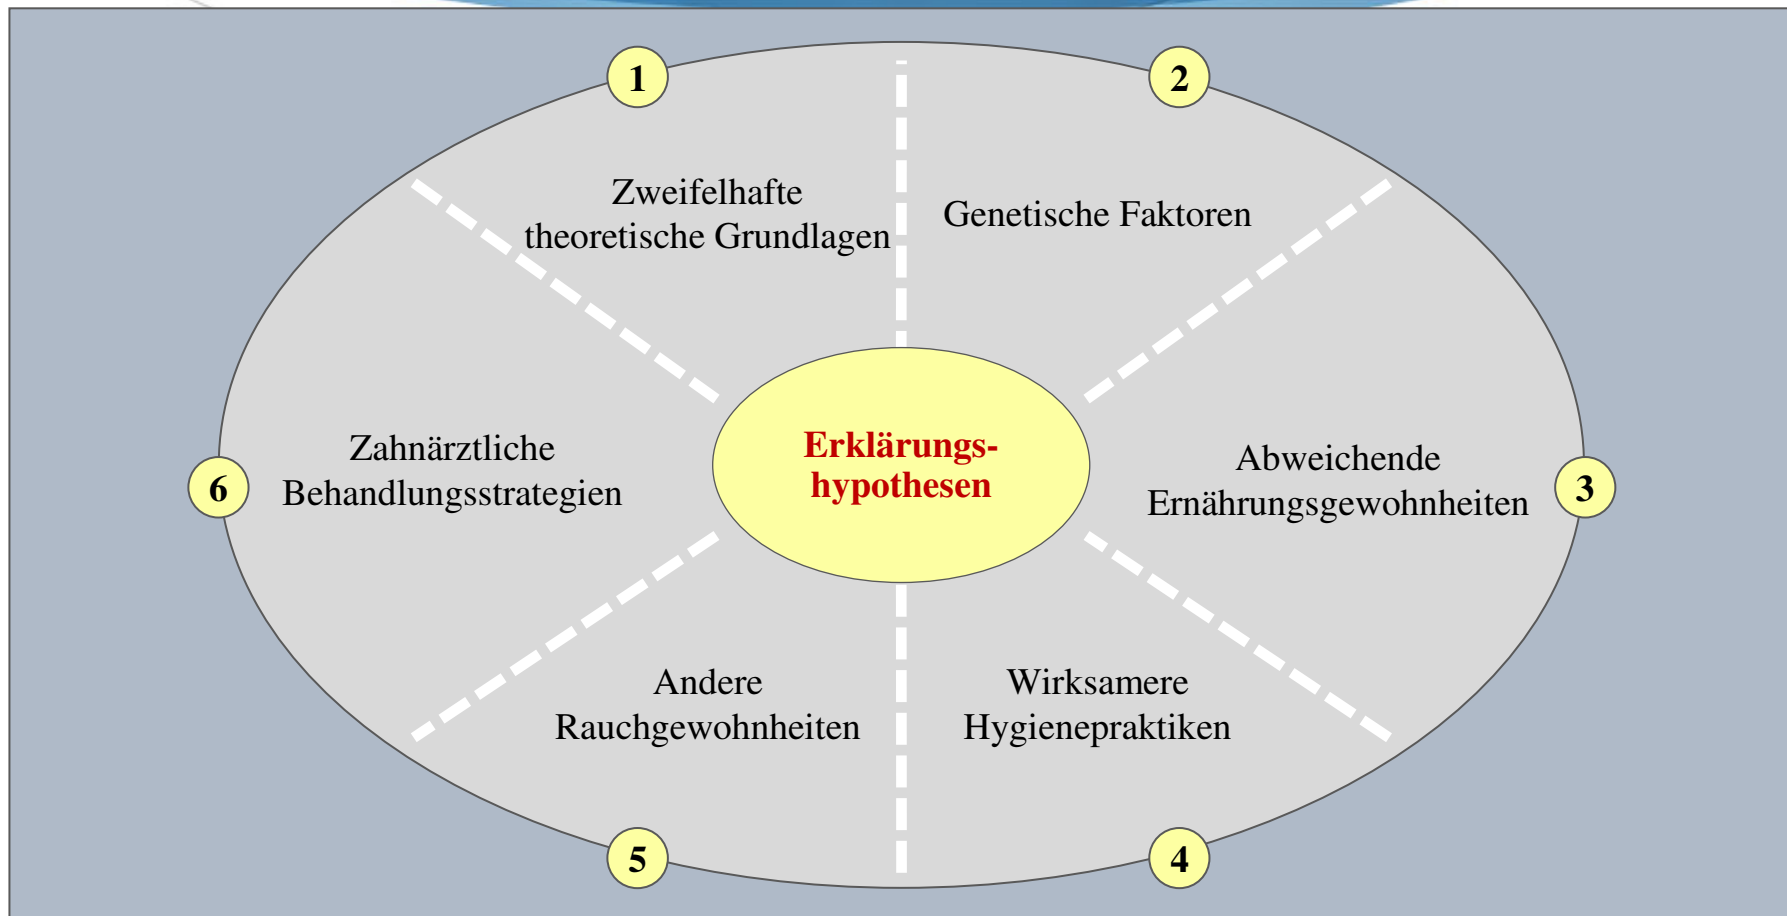 1
Zweifelhafte
theoretische Grundlagen
2
Genetische Faktoren
3
Abweichende
Ernährungsgewohnheiten
4
Wirksamere
Hygienepraktiken
5
Andere
Rauchgewohnheiten
6
Zahnärztliche
Behandlungsstrategien
Erklärungs-
hypothesen